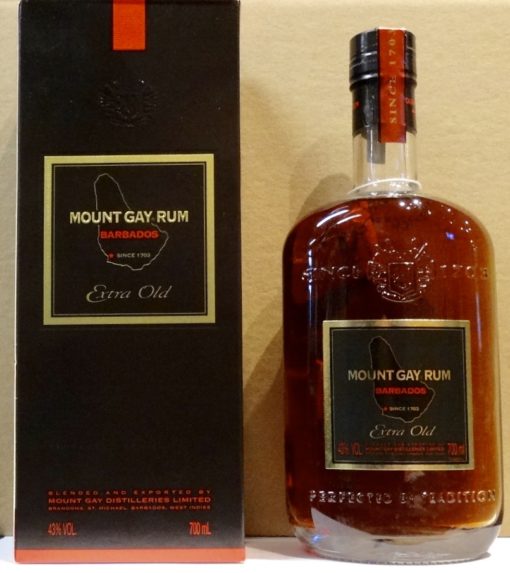 MOUNT GAY RUM
BARBADOS
SINCE 1703
Extra Old
BLENDED AND EXPORTED BY
MOUNT GAY DISTILLERIES LIMITED
BRANDONS, ST. MICHAEL, BARBADOS, WEST INDIES
43% VOL. 700 mL
SINCE 1703
SINCE 1703
MOUNT GAY RUM
BARBADOS
SINCE 1703
Extra Old
43% VOL. MOUNT GAY DISTILLERIES LIMITED 700 ml
PERFECTED BY TRADITION